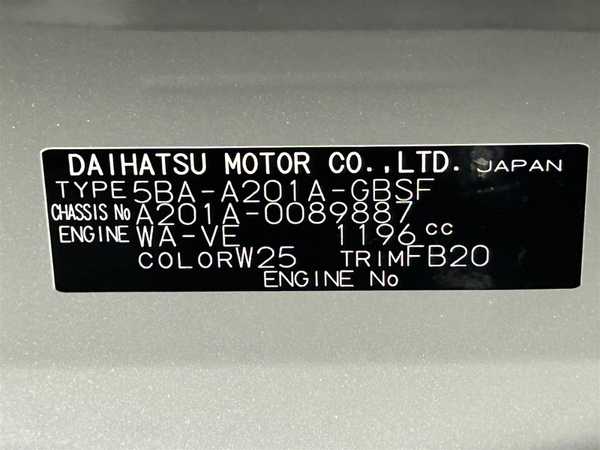 DAIHATSU MOTOR CO.,LTD. JAPAN
TYPE 5BA-A201A-GBSF
CHASSIS No A201A-0089887
ENGINE WA-VE 1196 cc
COLOR W25 TRIM FB20
ENGINE No